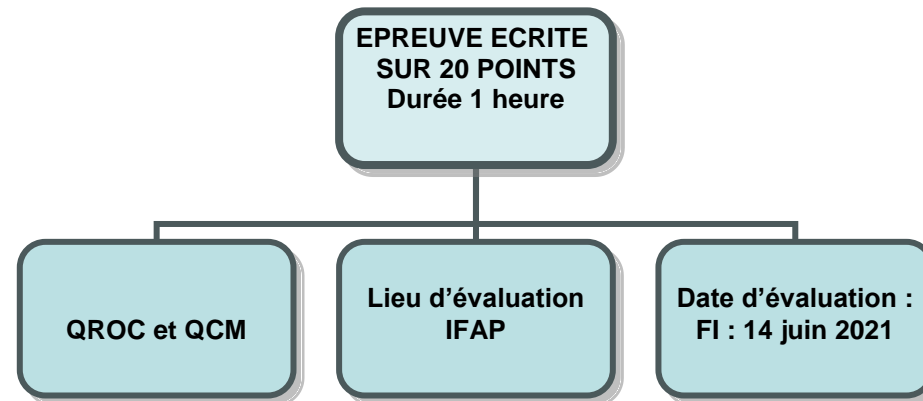 EPREUVE ECRITE
SUR 20 POINTS
Durée 1 heure
QROC et QCM
Lieu d’évaluation
IFAP
Date d’évaluation :
FI : 14 juin 2021